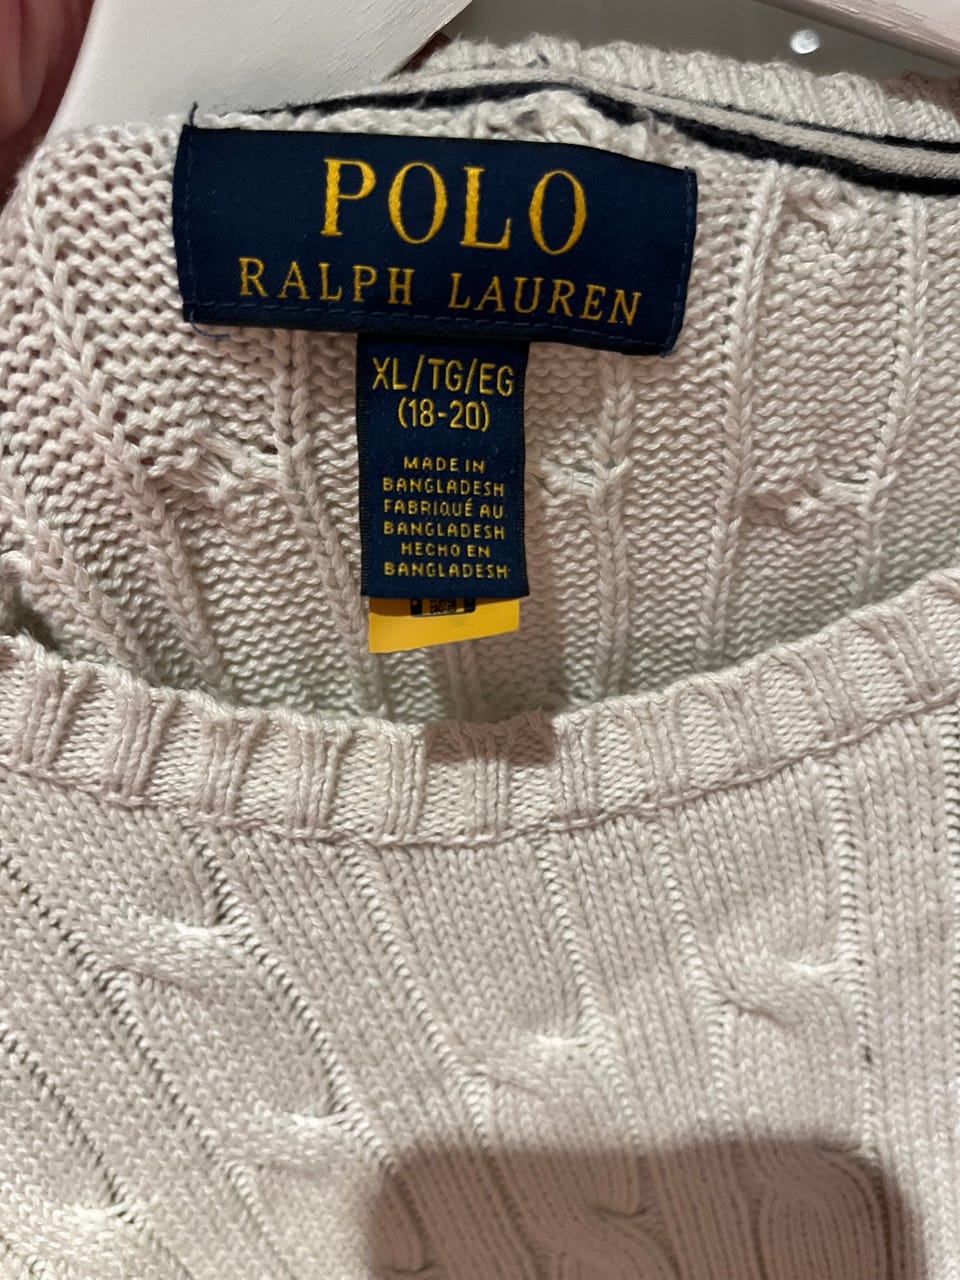 POLO
RALPH LAUREN
XL/TG/EG
(18-20)
MADE IN
BANGLADESH
FABRIQUÉ AU
BANGLADESH
HECHO EN
BANGLADESH